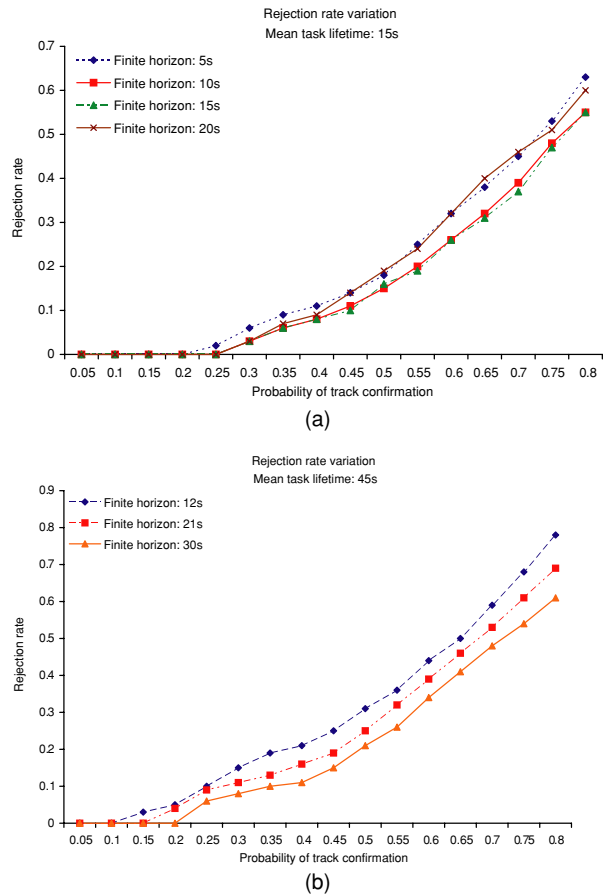 Rejection rate variation
Mean task lifetime: 15s
0.7
0.6
0.5
0.4
0.3
0.2
0.1
0
Rejection rate
Finite horizon: 5s
Finite horizon: 10s
Finite horizon: 15s
Finite horizon: 20s
0.05 0.1 0.15 0.2 0.25 0.3 0.35 0.4 0.45 0.5 0.55 0.6 0.65 0.7 0.75 0.8
Probability of track confirmation
(a)
Rejection rate variation
Mean task lifetime: 45s
0.9
0.8
0.7
0.6
0.5
0.4
0.3
0.2
0.1
0
Rejection rate
Finite horizon: 12s
Finite horizon: 21s
Finite horizon: 30s
0.05 0.1 0.15 0.2 0.25 0.3 0.35 0.4 0.45 0.5 0.55 0.6 0.65 0.7 0.75 0.8
Probability of track confirmation
(b)